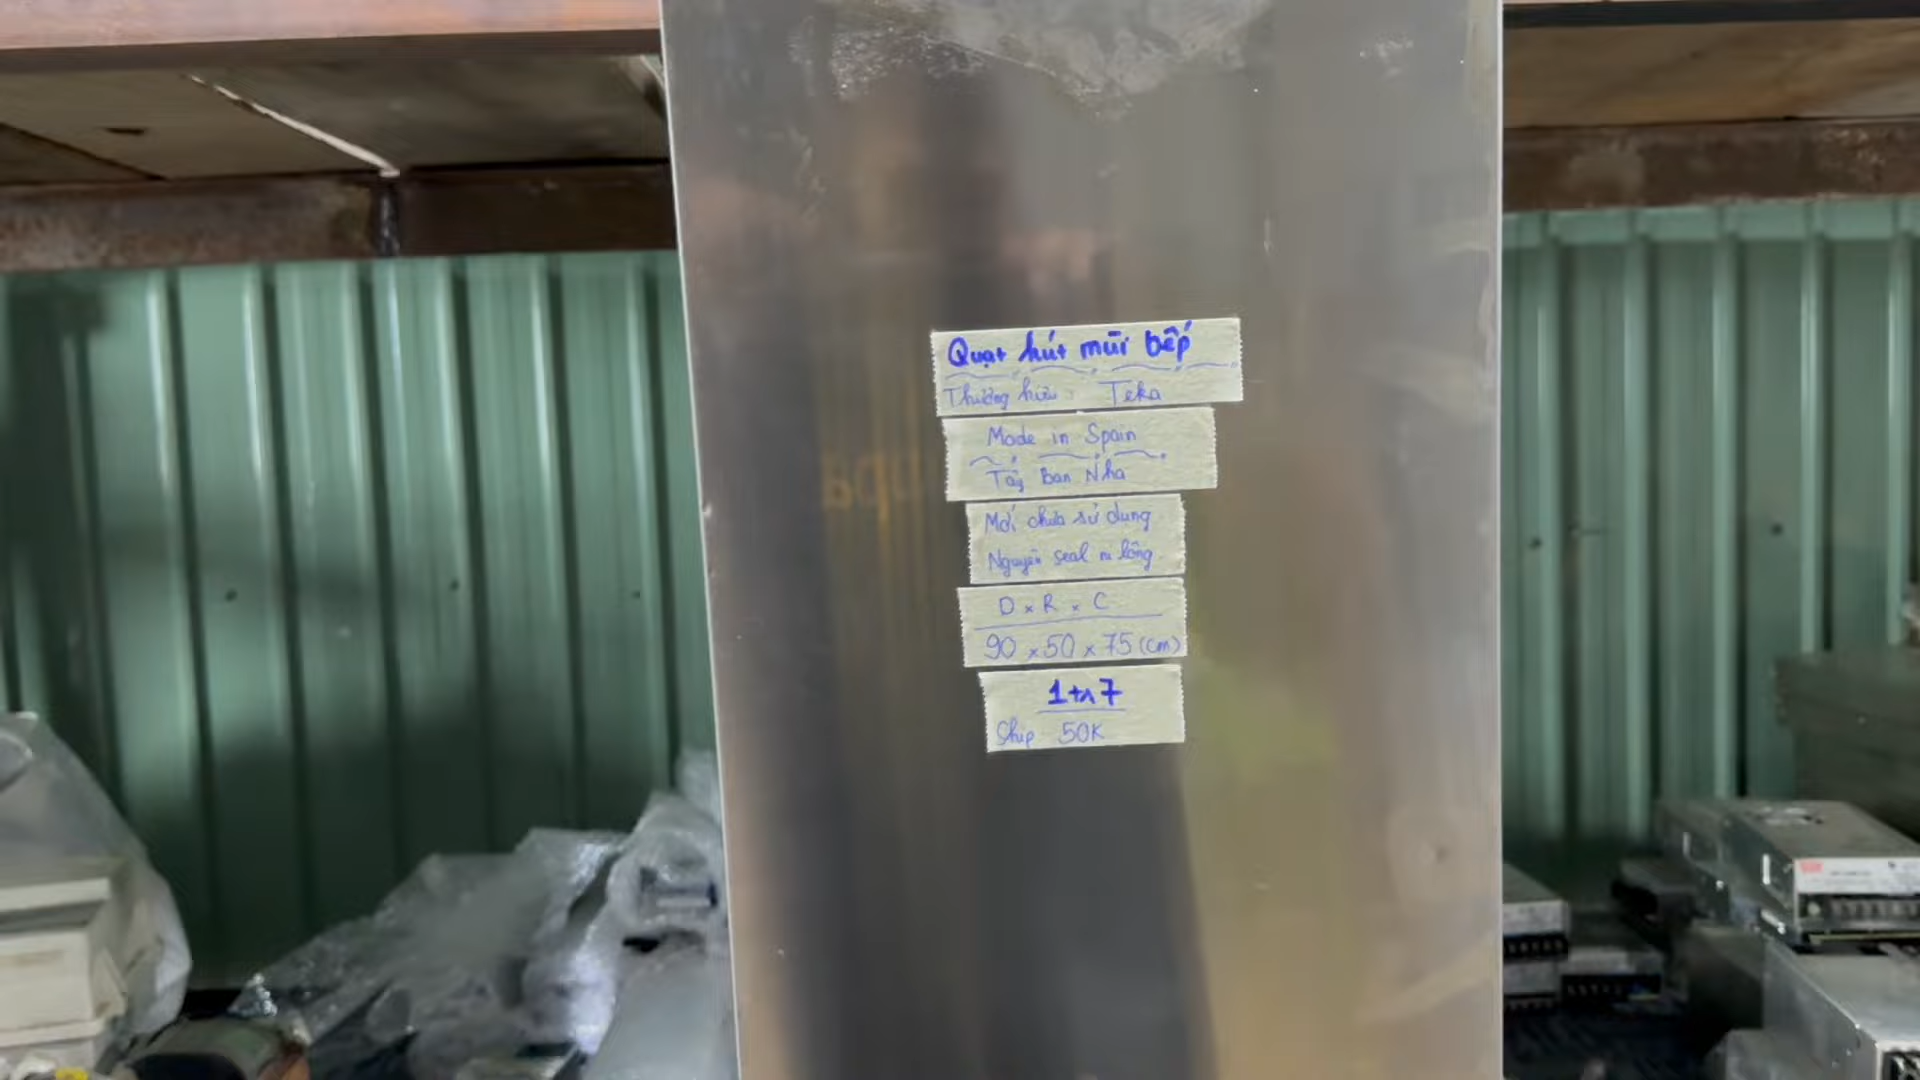 Quạt hút mùi bếp
Thương hiệu: Teka
Made in Spain
Tây Ban Nha
Mới chưa sử dụng
Nguyên seal ni lông
D x R x C
90 x 50 x 75 (cm)
1tr7
Ship 50K